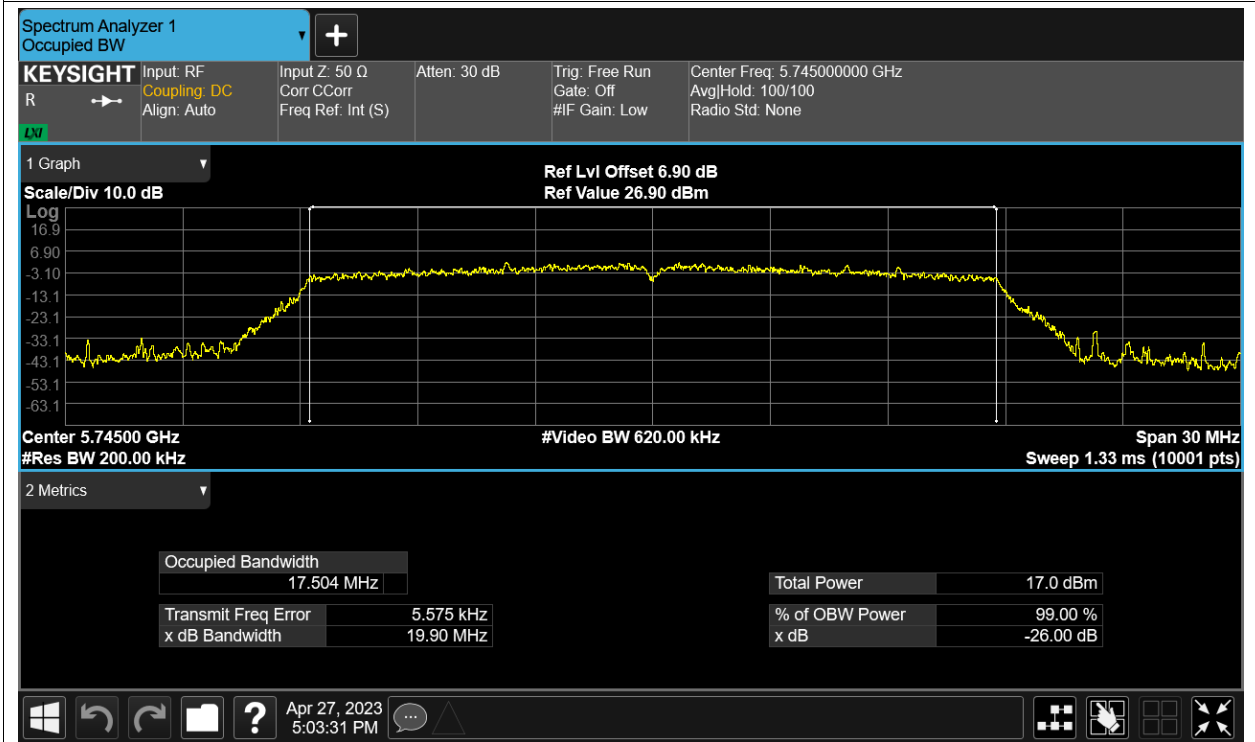 Spectrum Analyzer 1
Occupied BW
+
KEYSIGHT
R
LXI
Input: RF
Coupling: DC
Align: Auto
Input Z: 50 Ω
Corr CCorr
Freq Ref: Int (S)
Atten: 30 dB
Trig: Free Run
Gate: Off
#IF Gain: Low
Center Freq: 5.745000000 GHz
Avg|Hold: 100/100
Radio Std: None
1 Graph
Scale/Div 10.0 dB
Ref Lvl Offset 6.90 dB
Ref Value 26.90 dBm
Log
16.9
6.90
-3.10
-13.1
-23.1
-33.1
-43.1
-53.1
-63.1
Center 5.74500 GHz
#Res BW 200.00 kHz
#Video BW 620.00 kHz
Span 30 MHz
Sweep 1.33 ms (10001 pts)
2 Metrics
Occupied Bandwidth
17.504 MHz
Transmit Freq Error 5.575 kHz
x dB Bandwidth 19.90 MHz
Total Power 17.0 dBm
% of OBW Power 99.00 %
x dB -26.00 dB
?
Apr 27, 2023
5:03:31 PM